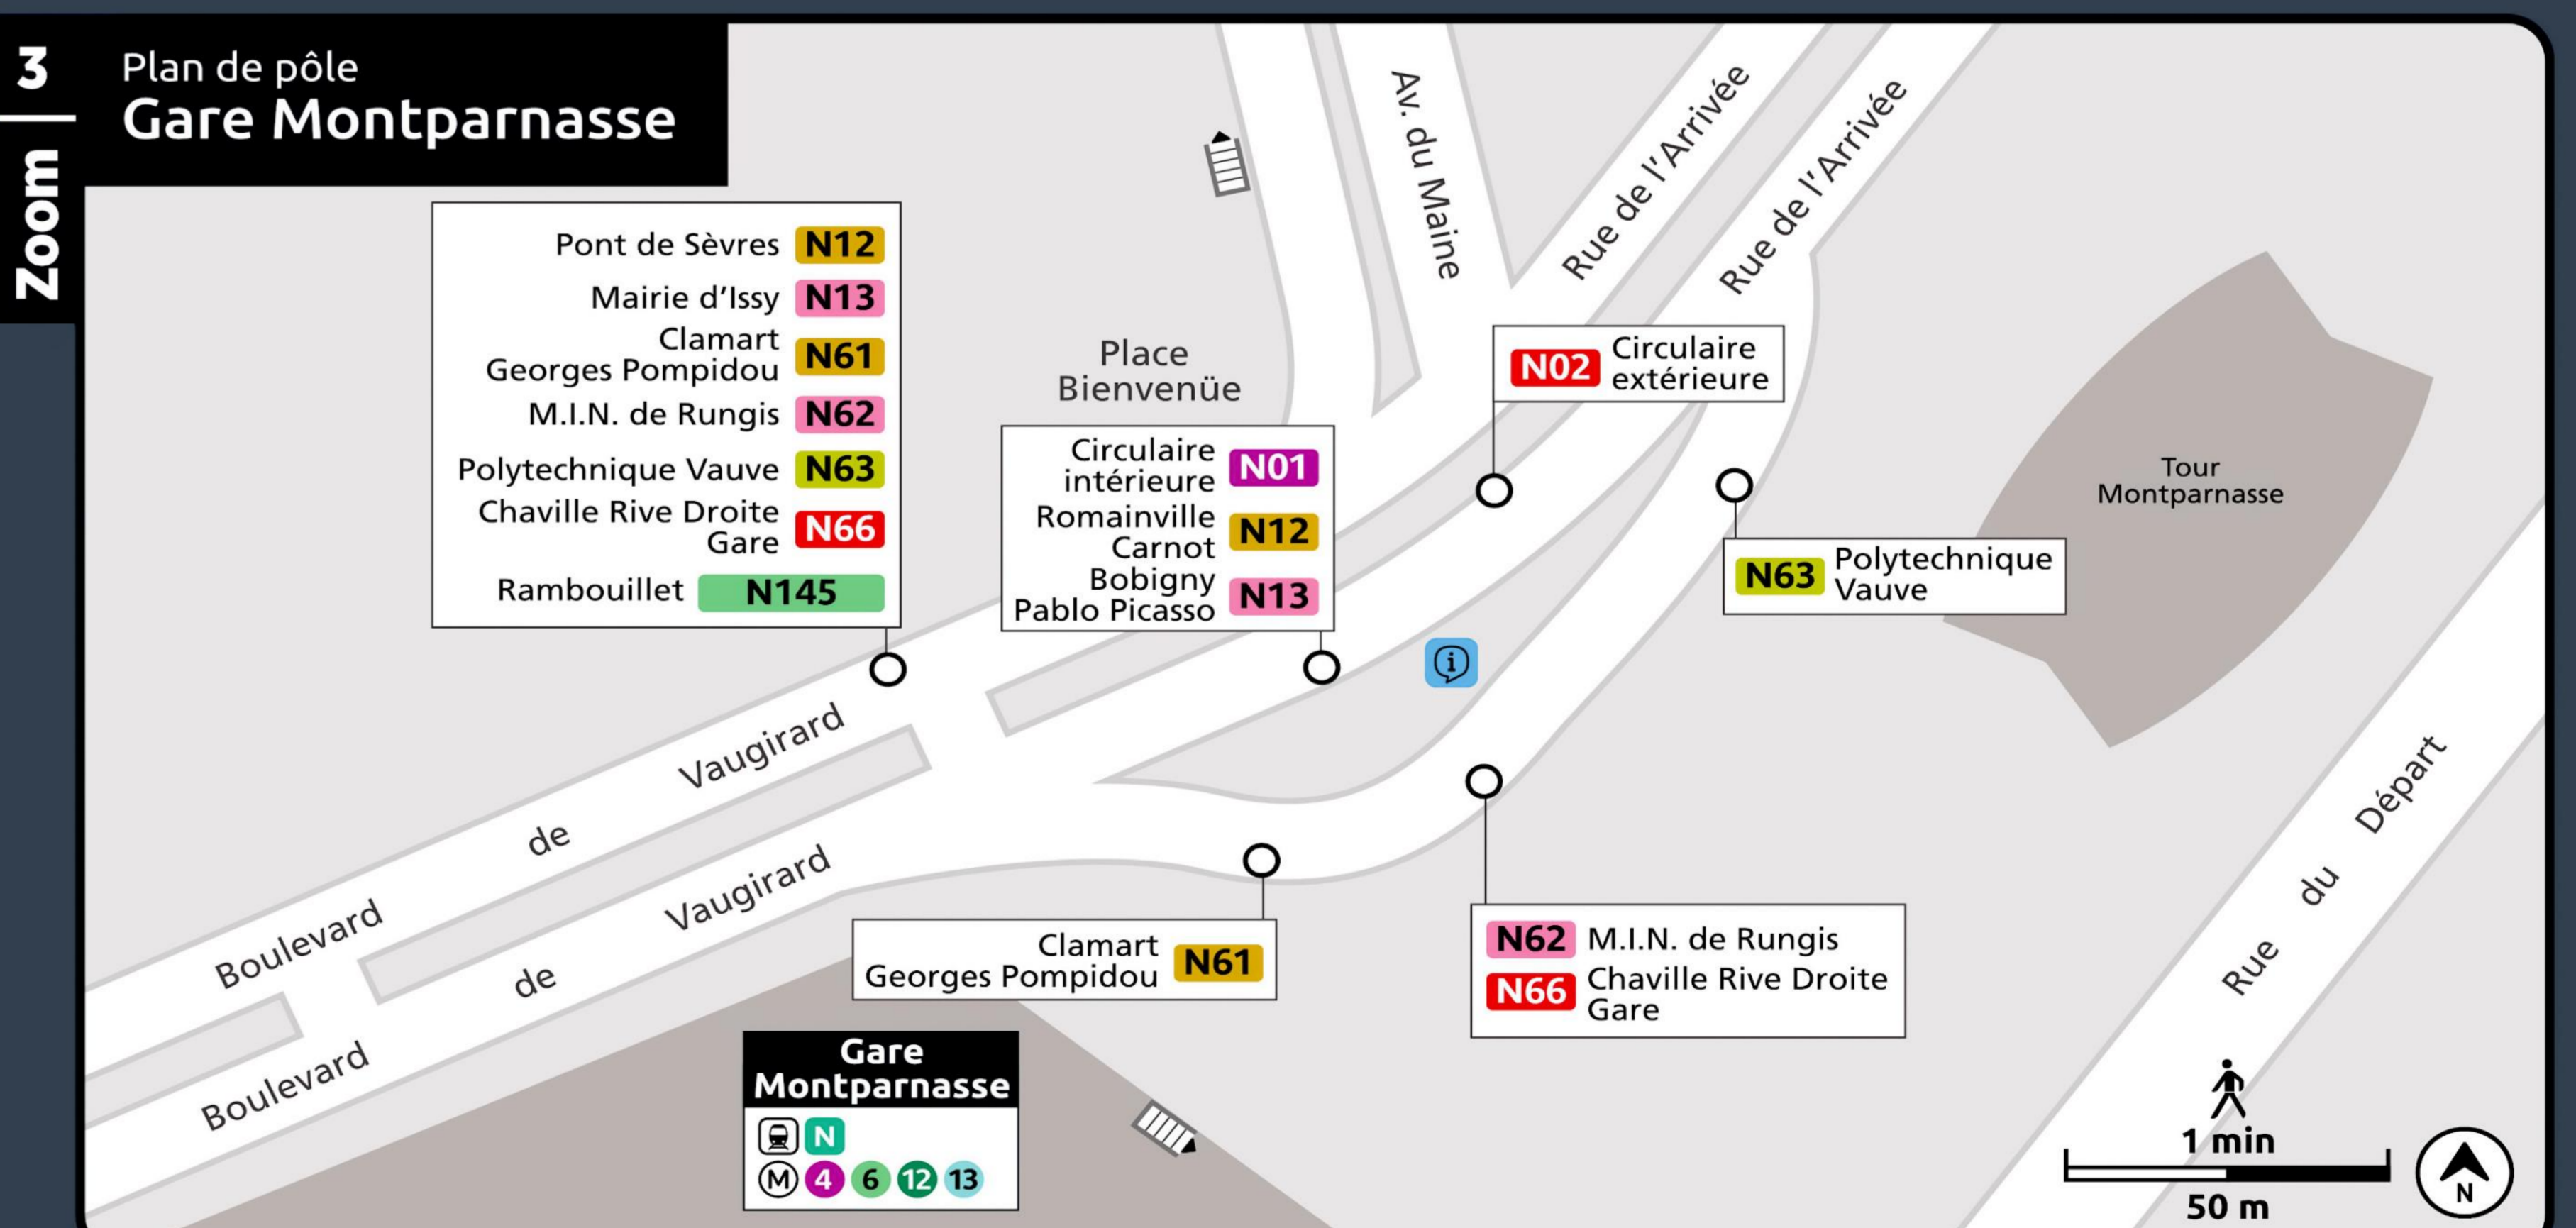 3
Zoom
Plan de pôle
Gare Montparnasse
Av. du Maine
Rue de l'Arrivée
Rue de l'Arrivée
Pont de Sèvres N12
Mairie d'Issy N13
Clamart
Georges Pompidou N61
M.I.N. de Rungis N62
Polytechnique Vauve N63
Chaville Rive Droite
Gare N66
Rambouillet N145
Place
Bienvenüe
Circulaire
intérieure N01
Romainville
Carnot N12
Bobigny
Pablo Picasso N13
N02 Circulaire
extérieure
Tour
Montparnasse
N63 Polytechnique
Vauve
i
Boulevard de Vaugirard
Boulevard de Vaugirard
Clamart
Georges Pompidou N61
N62 M.I.N. de Rungis
N66 Chaville Rive Droite
Gare
Rue du Départ
Gare
Montparnasse
N
M 4 6 12 13
1 min
50 m
N